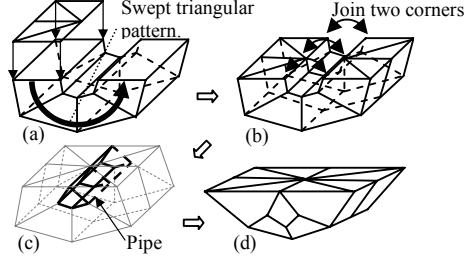 Swept triangular
pattern.
Join two corners
(a)
(b)
(c)
Pipe
(d)